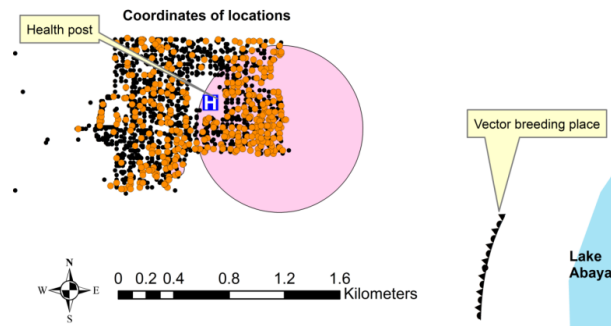 Coordinates of locations
Health post
H
Vector breeding place
Lake
Abaya
N
W
E
S
0 0.2 0.4 0.8 1.2 1.6
Kilometers